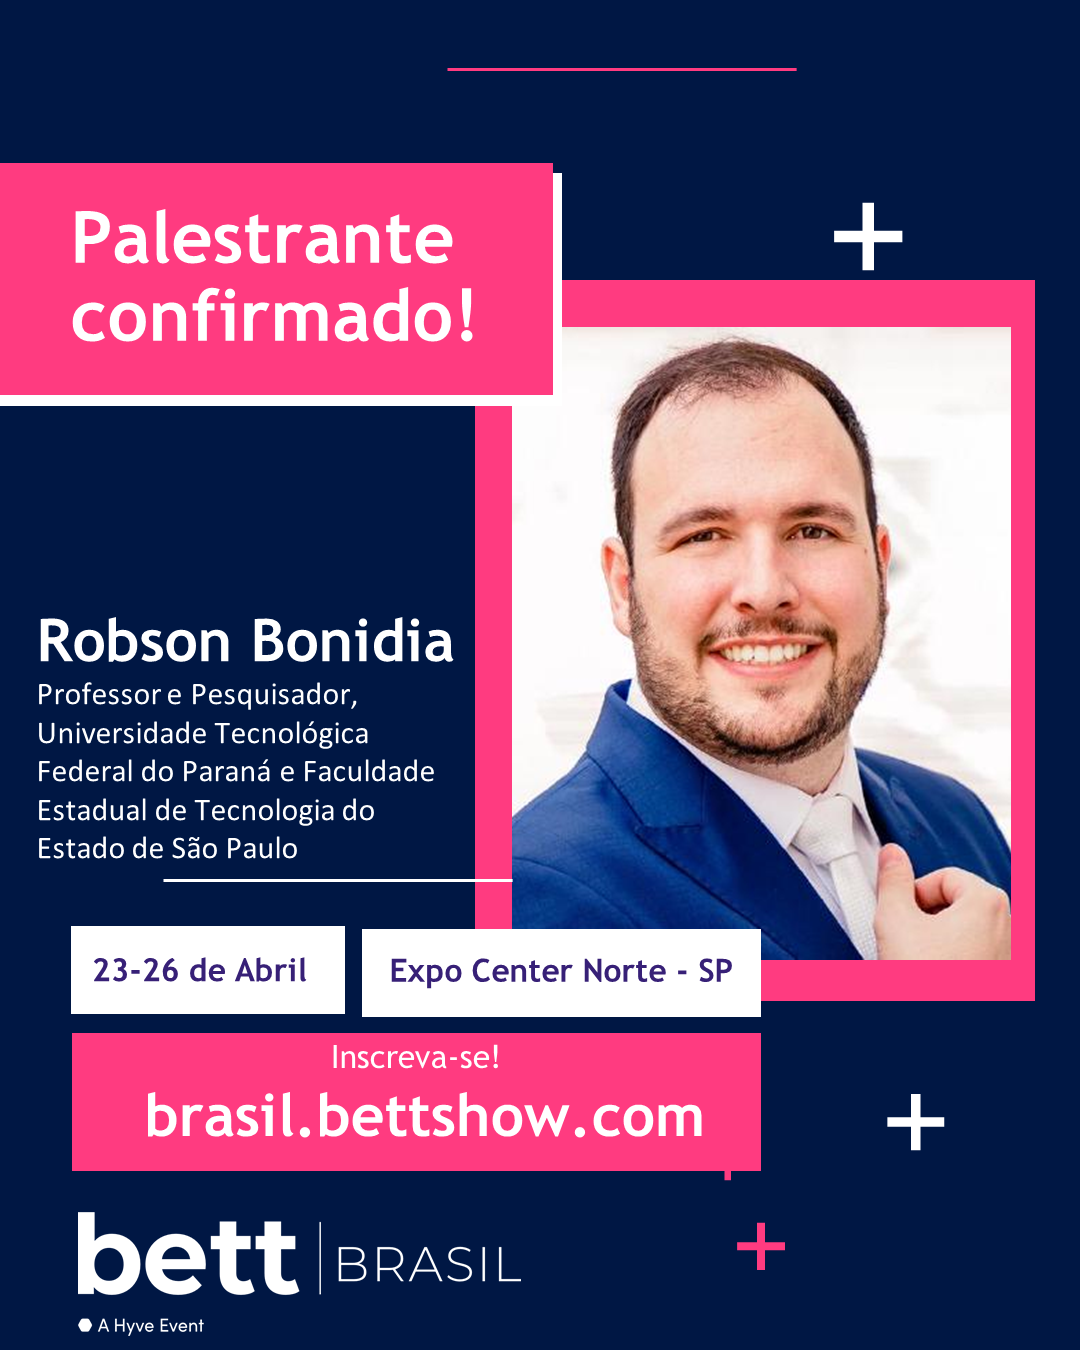 Palestrante
confirmado!
Robson Bonidia
Professor e Pesquisador,
Universidade Tecnológica
Federal do Paraná e Faculdade
Estadual de Tecnologia do
Estado de São Paulo
23-26 de Abril
Expo Center Norte - SP
Inscreva-se!
brasil.bettshow.com
bett BRASIL
A Hyve Event